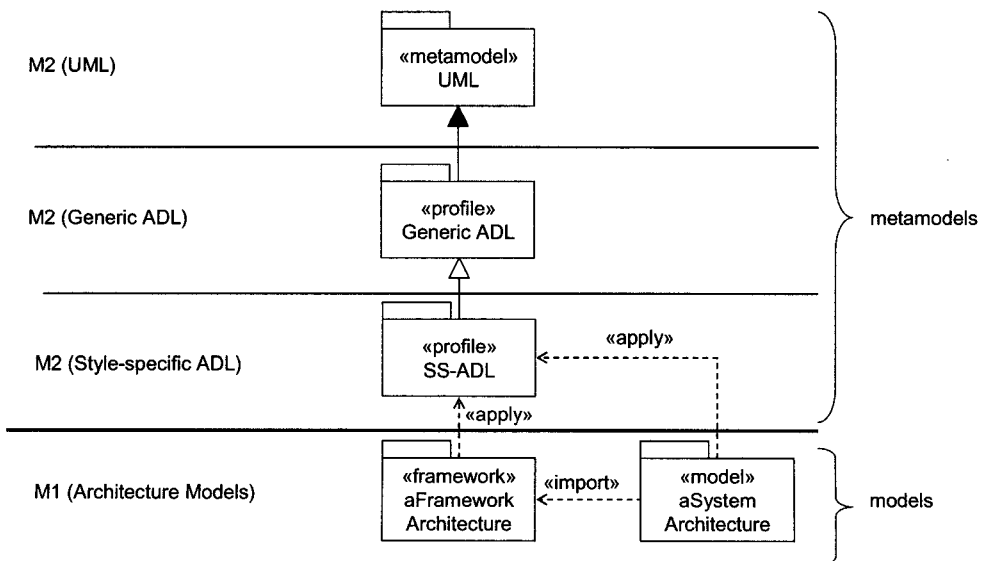 M2 (UML)
«metamodel»
UML
M2 (Generic ADL)
«profile»
Generic ADL
metamodels
M2 (Style-specific ADL)
«profile»
SS-ADL
«apply»
«apply»
M1 (Architecture Models)
«framework»
aFramework
Architecture
«import»
«model»
aSystem
Architecture
models